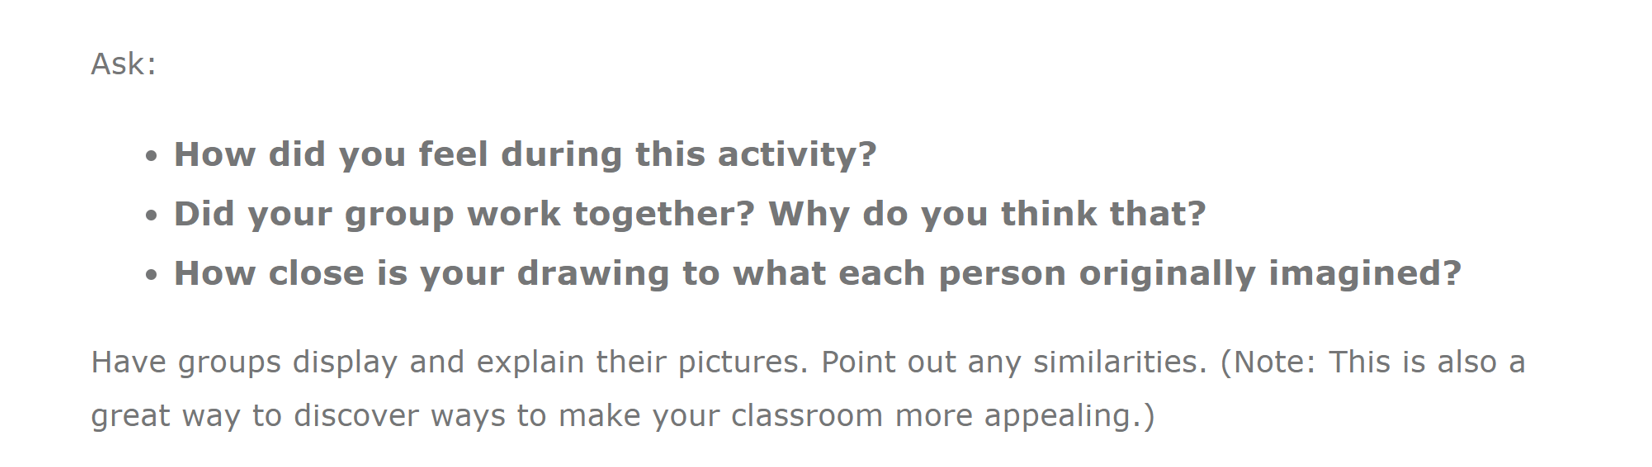 Ask:
• How did you feel during this activity?
• Did your group work together? Why do you think that?
• How close is your drawing to what each person originally imagined?
Have groups display and explain their pictures. Point out any similarities. (Note: This is also a
great way to discover ways to make your classroom more appealing.)